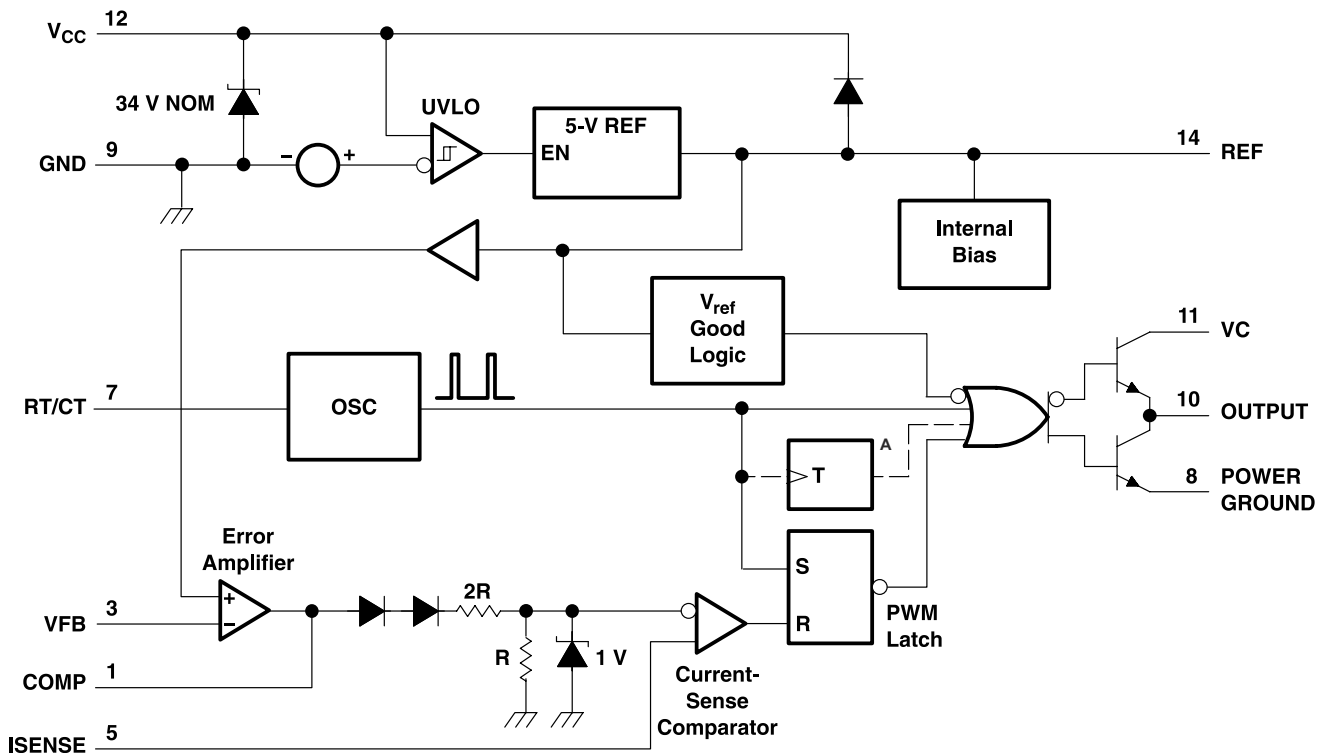 VCC 12
34 V NOM
UVLO
5-V REF
EN
GND 9
- +
14 REF
Internal
Bias
Vref
Good
Logic
11 VC
RT/CT 7
OSC
10 OUTPUT
A
T
8 POWER
GROUND
Error
Amplifier
S
2R
+
VFB 3
−
R
PWM
Latch
R
1 V
COMP 1
Current-
Sense
Comparator
ISENSE 5